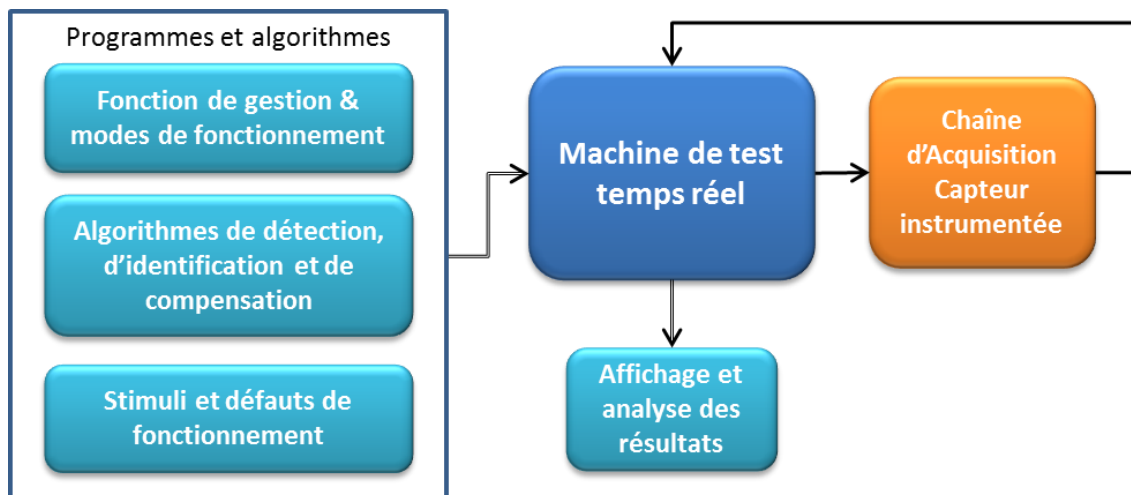 Programmes et algorithmes
Fonction de gestion &
modes de fonctionnement
Algorithmes de détection,
d'identification et de
compensation
Stimuli et défauts de
fonctionnement
Machine de test
temps réel
Affichage et
analyse des
résultats
Chaîne
d'Acquisition
Capteur
instrumentée